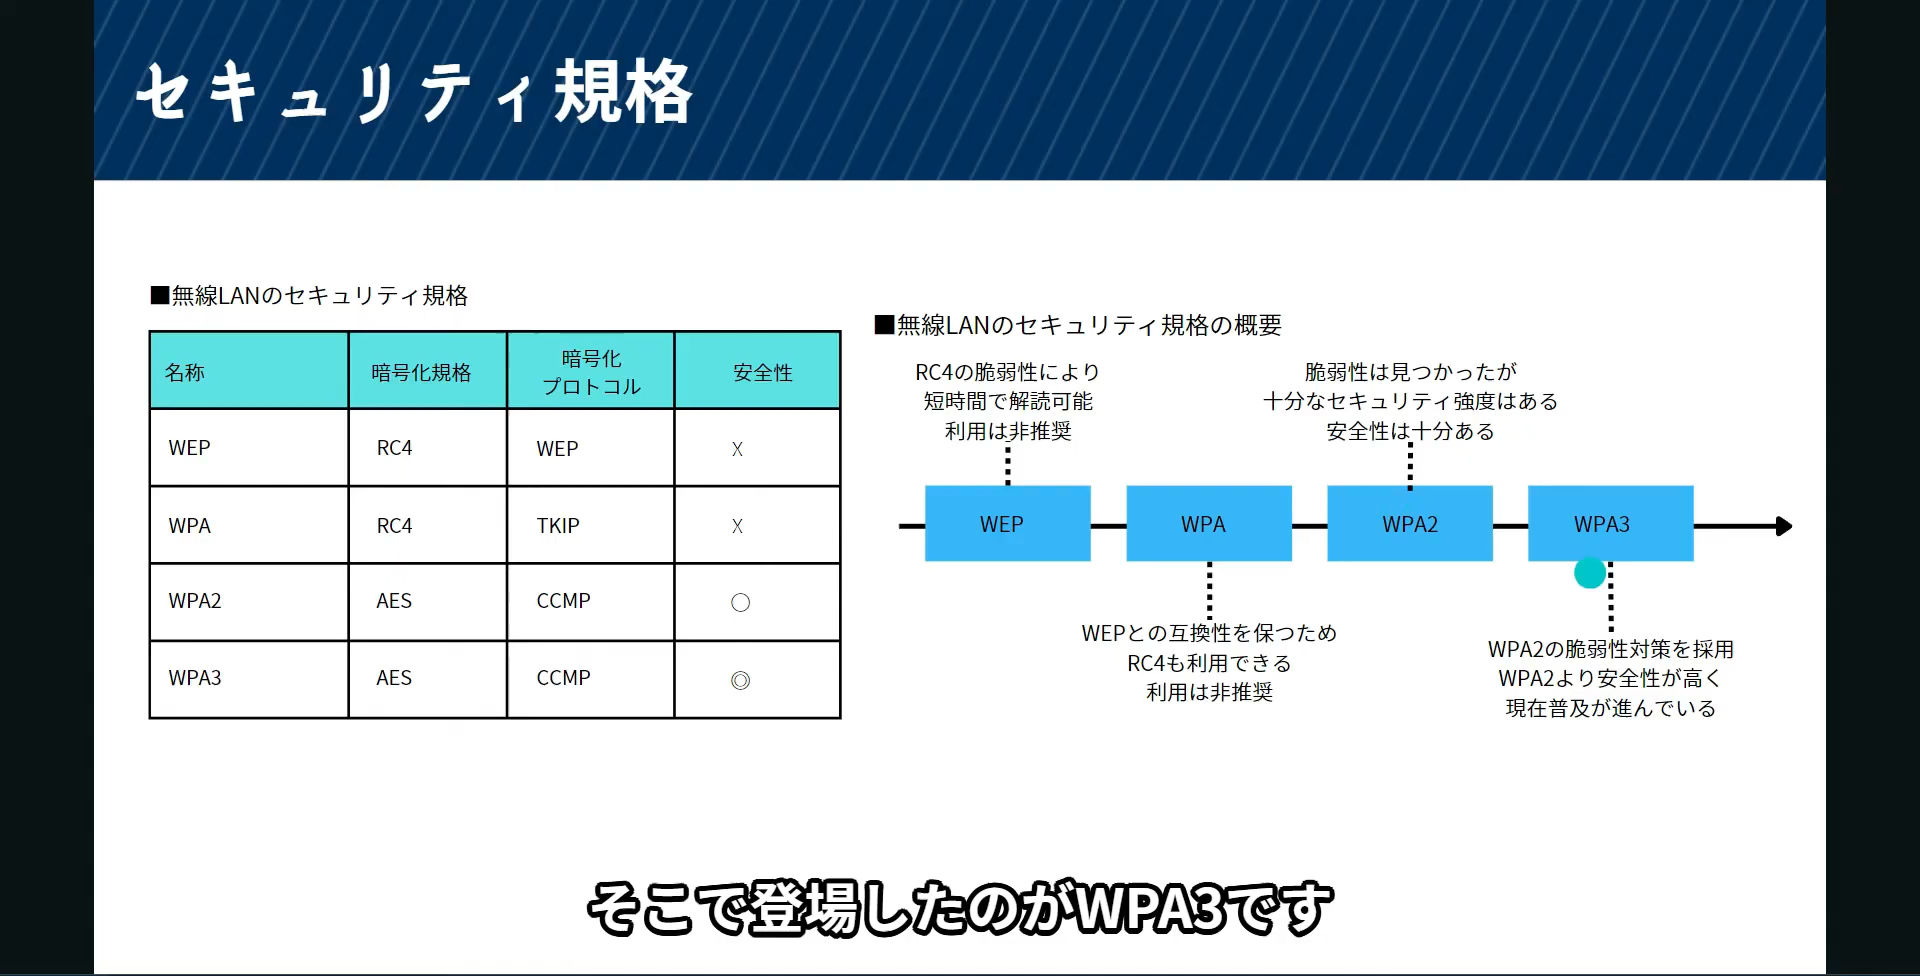 セキュリティ規格
■無線LANのセキュリティ規格
名称 暗号化規格 暗号化 安全性
プロトコル
WEP RC4 WEP X
WPA RC4 TKIP X
WPA2 AES CCMP ○
WPA3 AES CCMP ◎
■無線LANのセキュリティ規格の概要
RC4の脆弱性により
短時間で解読可能
利用は非推奨
脆弱性は見つかったが
十分なセキュリティ強度はある
安全性は十分ある
WEP WPA WPA2 WPA3
WEPとの互換性を保つため
RC4も利用できる
利用は非推奨
WPA2の脆弱性対策を採用
WPA2より安全性が高く
現在普及が進んでいる
そこで登場したのがWPA3です